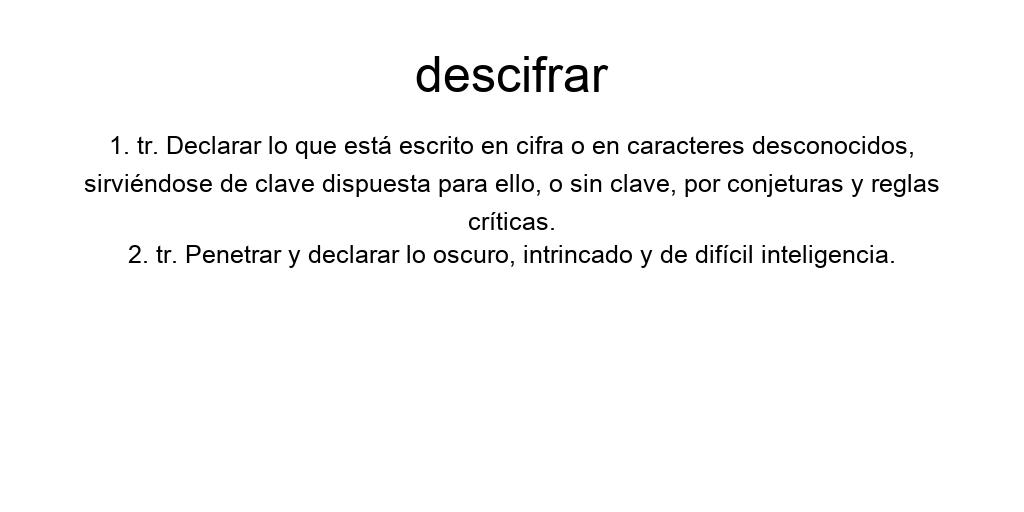 descifrar
1. tr. Declarar lo que está escrito en cifra o en caracteres desconocidos,
sirviéndose de clave dispuesta para ello, o sin clave, por conjeturas y reglas
críticas.
2. tr. Penetrar y declarar lo oscuro, intrincado y de difícil inteligencia.